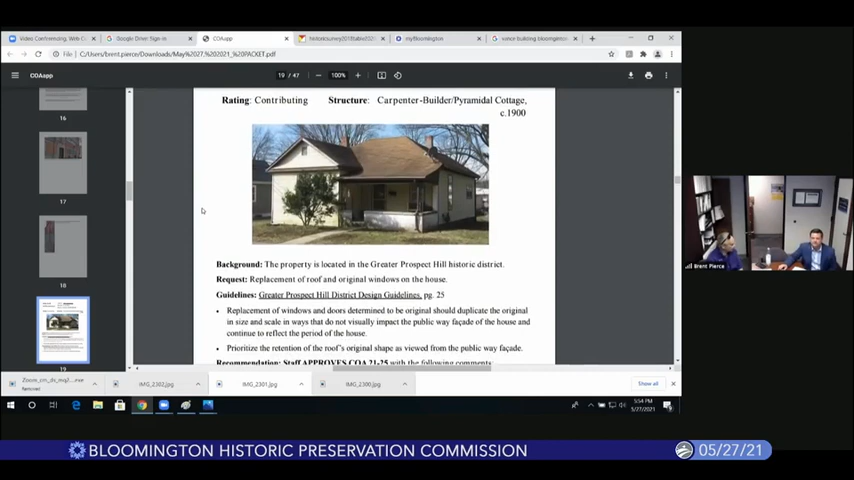 Video Conferencing, Web C
Google Drive: Sign-in
COAapp
myBloomington
vance building bloomington
File C:/Users/brent.pierce/Downloads/May%2027,%202021_%20PACKET.pdf
COAapp
19 / 47
100%
16
17
18
19
Rating: Contributing Structure: Carpenter-Builder/Pyramidal Cottage,
c.1900
Background: The property is located in the Greater Prospect Hill historic district.
Request: Replacement of roof and original windows on the house.
Guidelines: Greater Prospect Hill District Design Guidelines, pg. 25
• Replacement of windows and doors determined to be original should duplicate the original
in size and scale in ways that do not visually impact the public way façade of the house and
continue to reflect the period of the house.
• Prioritize the retention of the roof's original shape as viewed from the public way façade.
Recommendation: Staff APPROVES COA 21-25 with the following comments:
Brent Pierce
IMG_2302.jpg
IMG_2301.jpg
IMG_2300.jpg
Show all
5:54 PM
5/27/2021
BLOOMINGTON HISTORIC PRESERVATION COMMISSION
05/27/21